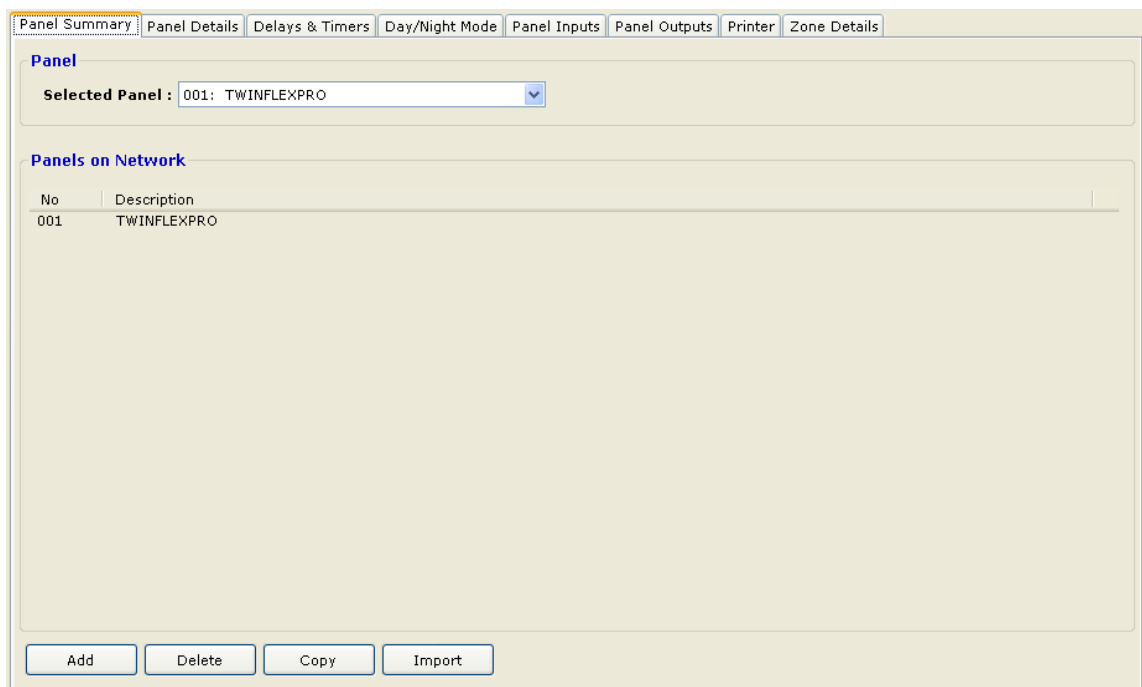 Panel Summary Panel Details Delays & Timers Day/Night Mode Panel Inputs Panel Outputs Printer Zone Details
Panel
Selected Panel : 001: TWINFLEXPRO
Panels on Network
No Description
001 TWINFLEXPRO
Add Delete Copy Import